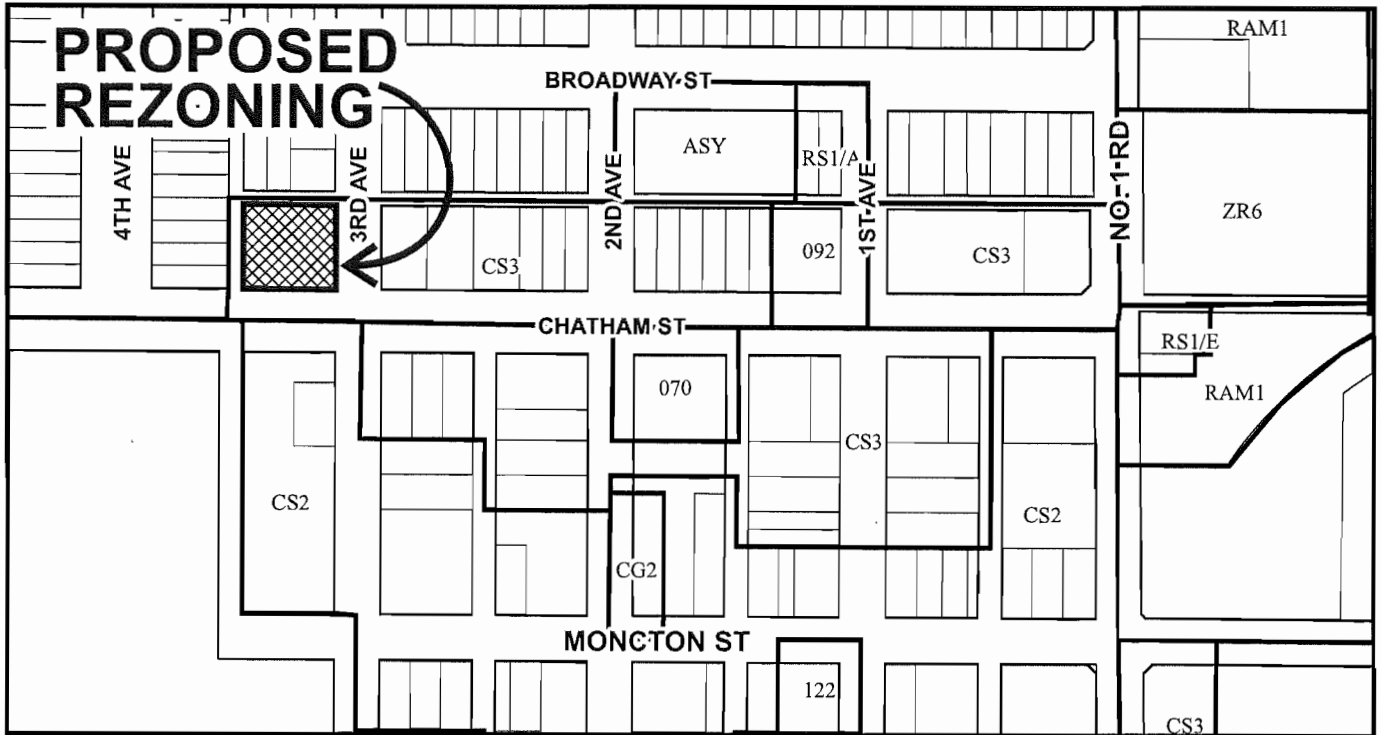 PROPOSED
REZONING
RAM1
BROADWAY ST
4TH AVE
3RD AVE
2ND AVE
ASY
RS1/A
1ST AVE
NO. 1 RD
ZR6
CS3
092
CS3
CHATHAM ST
RS1/E
070
RAM1
CS3
CS2
CS2
CG2
MONCTON ST
122
CS3